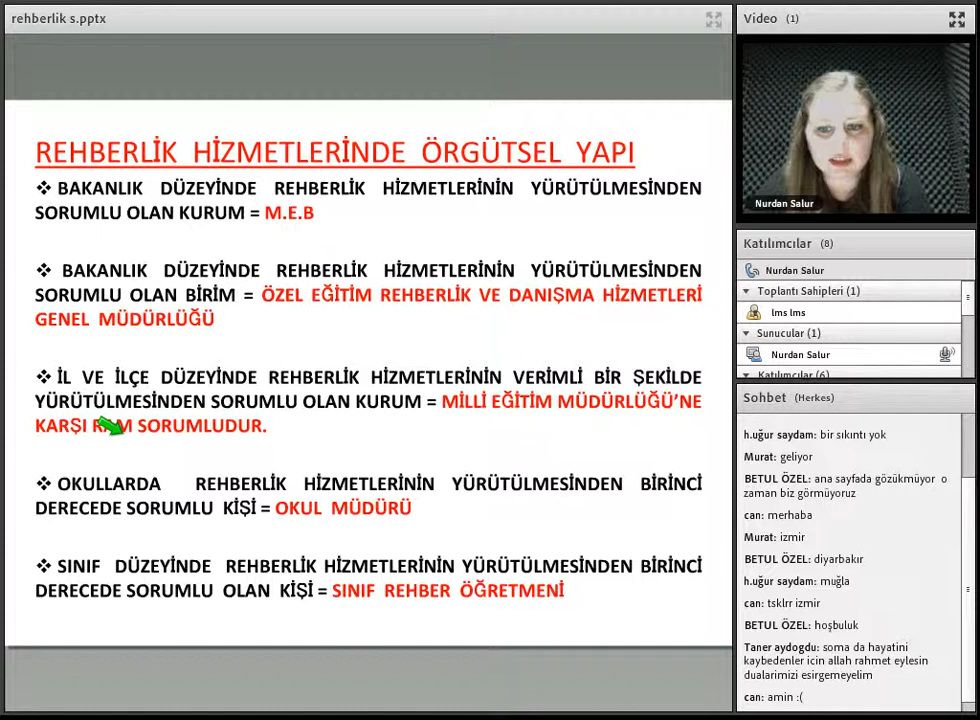 rehberlik s.pptx
REHBERLİK HİZMETLERİNDE ÖRGÜTSEL YAPI
❖ BAKANLIK DÜZEYİNDE REHBERLİK HİZMETLERİNİN YÜRÜTÜLMESİNDEN
SORUMLU OLAN KURUM = M.E.B
❖ BAKANLIK DÜZEYİNDE REHBERLİK HİZMETLERİNİN YÜRÜTÜLMESİNDEN
SORUMLU OLAN BİRİM = ÖZEL EĞİTİM REHBERLİK VE DANIŞMA HİZMETLERİ
GENEL MÜDÜRLÜĞÜ
❖ İL VE İLÇE DÜZEYİNDE REHBERLİK HİZMETLERİNİN VERİMLİ BİR ŞEKİLDE
YÜRÜTÜLMESİNDEN SORUMLU OLAN KURUM = MİLLİ EĞİTİM MÜDÜRLÜĞÜ'NE
KARŞI RAM SORUMLUDUR.
❖ OKULLARDA REHBERLİK HİZMETLERİNİN YÜRÜTÜLMESİNDEN BİRİNCİ
DERECEDE SORUMLU KİŞİ = OKUL MÜDÜRÜ
❖ SINIF DÜZEYİNDE REHBERLİK HİZMETLERİNİN YÜRÜTÜLMESİNDEN BİRİNCİ
DERECEDE SORUMLU OLAN KİŞİ = SINIF REHBER ÖĞRETMENİ
Video (1)
Nurdan Salur
Katılımcılar (8)
Nurdan Salur
Toplantı Sahipleri (1)
lms lms
Sunucular (1)
Nurdan Salur
Katılımcılar (6)
Sohbet (Herkes)
h.uğur saydam: bir sıkıntı yok
Murat: geliyor
BETUL ÖZEL: ana sayfada gözükmüyor o
zaman biz görmüyoruz
can: merhaba
Murat: izmir
BETUL ÖZEL: diyarbakır
h.uğur saydam: muğla
can: tsklrr izmir
BETUL ÖZEL: hoşbuluk
Taner aydogdu: soma da hayatini
kaybedenler icin allah rahmet eylesin
dualarimizi esirgemeyelim
can: amin :(